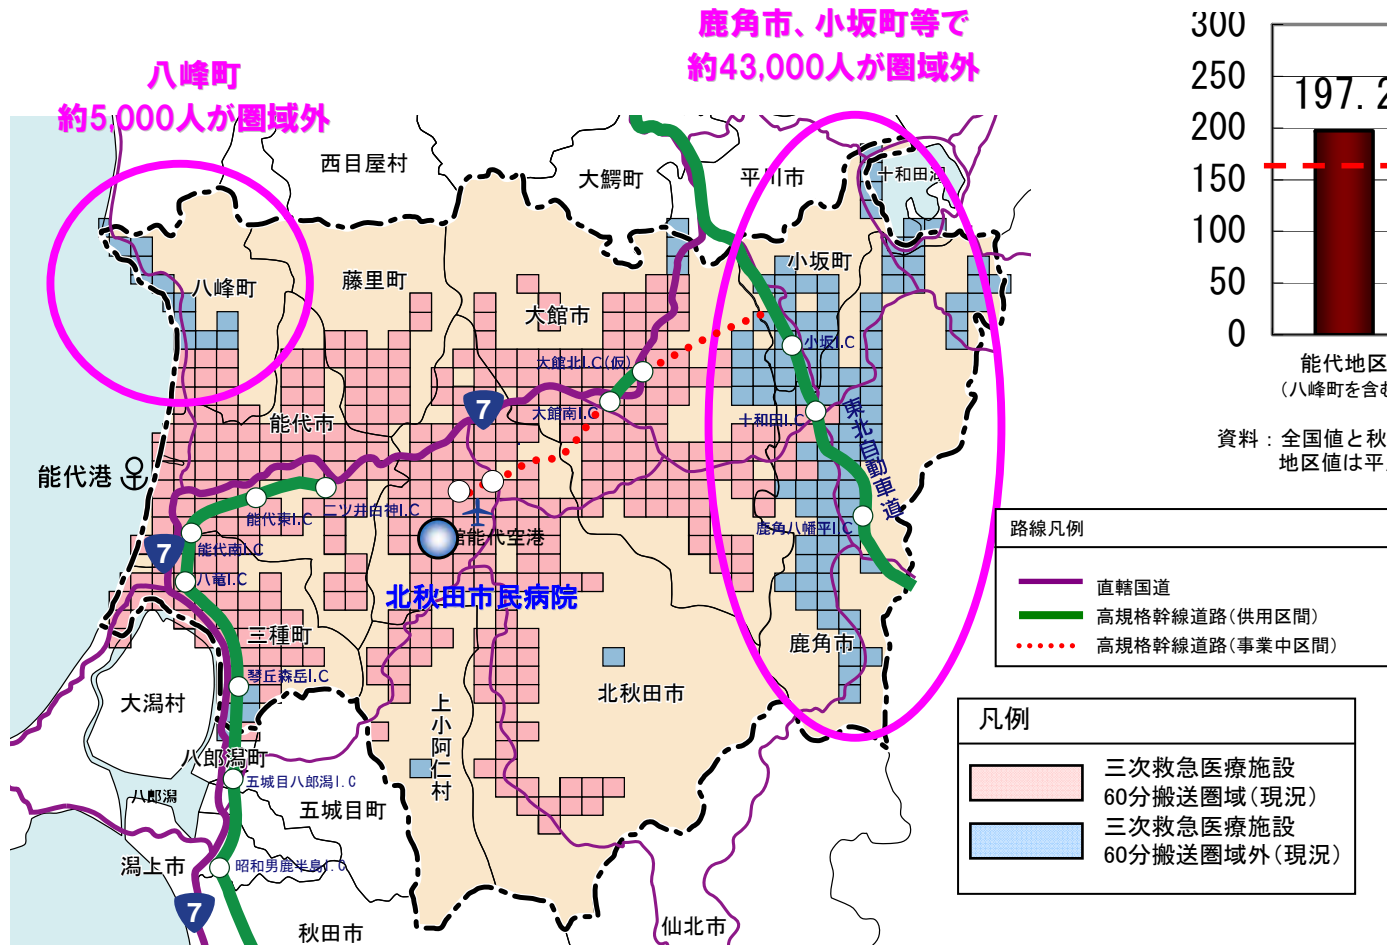 鹿角市、小坂町等で
約43,000人が圏域外
八峰町
約5,000人が圏域外
西目屋村
大鰐町
平川市
十和田湖
小坂町
八峰町
藤里町
大館市
小坂I.C
大館北I.C(仮)
7
大館南I.C
十和田I.C
東北自動車道
能代市
能代港
二ツ井白神I.C
能代東I.C
鹿角八幡平I.C
能代南I.C
7
館能代空港
八竜I.C
北秋田市民病院
三種町
鹿角市
琴丘森岳I.C
大潟村
北秋田市
上小阿仁村
八郎潟町
五城目八郎潟I.C
八郎潟
五城目町
潟上市
昭和男鹿半島I.C
7
秋田市
仙北市
300
250
200
150
100
50
0
197.2
能代地区
(八峰町を含む
資料：全国値と秋
地区値は平
路線凡例
直轄国道
高規格幹線道路(供用区間)
高規格幹線道路(事業中区間)
凡例
三次救急医療施設
60分搬送圏域(現況)
三次救急医療施設
60分搬送圏域外(現況)